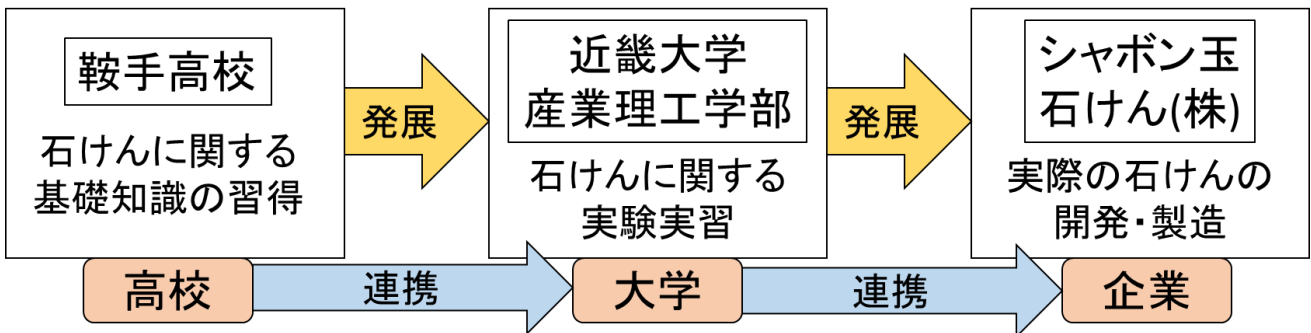 鞍手高校
石けんに関する
基礎知識の習得
発展
近畿大学
産業理工学部
石けんに関する
実験実習
発展
シャボン玉
石けん(株)
実際の石けんの
開発・製造
高校
連携
大学
連携
企業